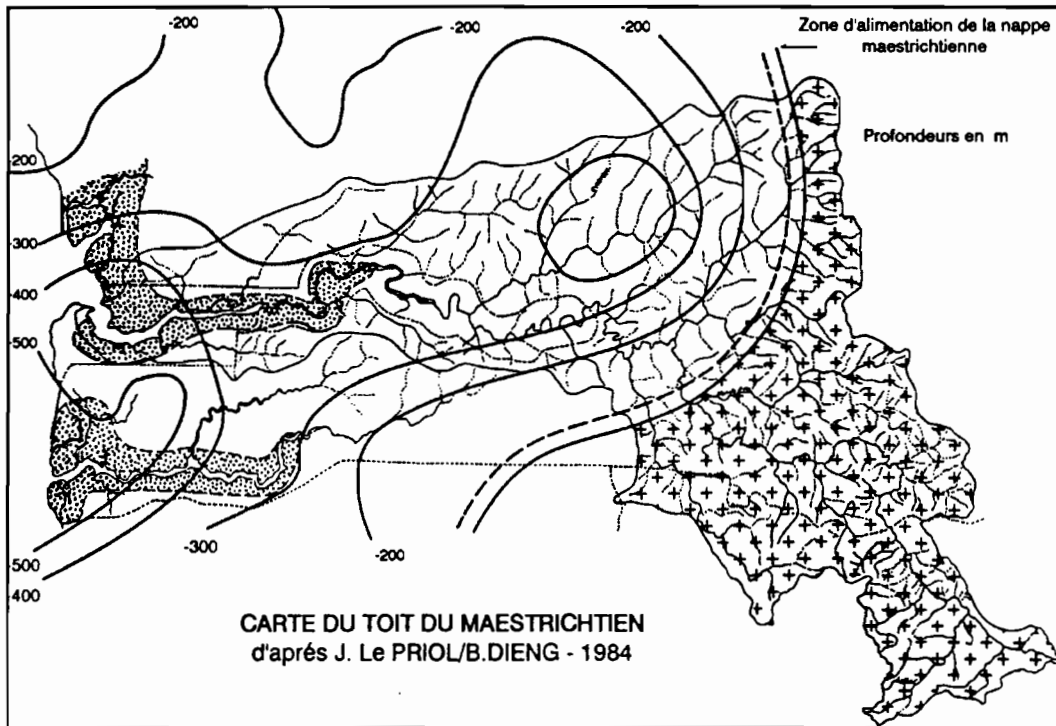 -200
-200
-200
Zone d'alimentation de la nappe
maestrichtienne
Profondeurs en m
200
300
400
500
-300
-200
500
400
CARTE DU TOIT DU MAESTRICHTIEN
d'aprés J. Le PRIOL/B.DIENG - 1984